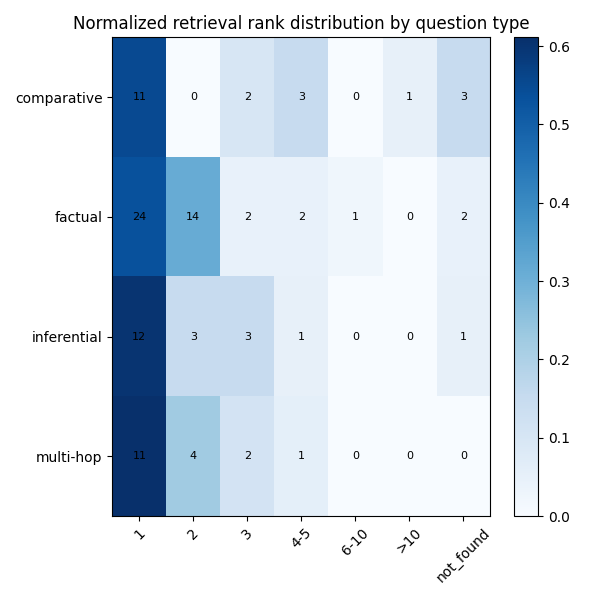 Normalized retrieval rank distribution by question type
comparative 11 0 2 3 0 1 3
factual 24 14 2 2 1 0 2
inferential 12 3 3 1 0 0 1
multi-hop 11 4 2 1 0 0 0
1 2 3 4-5 6-10 >10 not_found
0.6
0.5
0.4
0.3
0.2
0.1
0.0